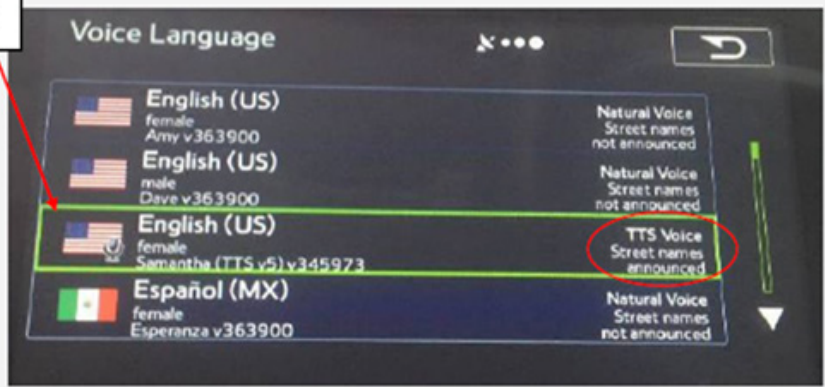 Voice Language
English (US)
female
Amy v363900
Natural Voice
Street names
not announced
English (US)
male
Dave v363900
Natural Voice
Street names
not announced
English (US)
female
Samantha (TTS v5) v345973
TTS Voice
Street names
announced
Español (MX)
female
Esperanza v363900
Natural Voice
Street names
not announced